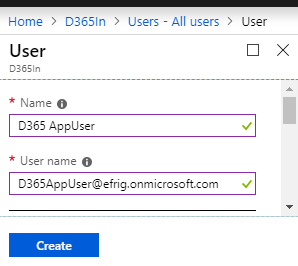 Home > D365In > Users - All users > User
User
D365In
* Name
D365 AppUser
* User name
D365AppUser@efrig.onmicrosoft.com
Create